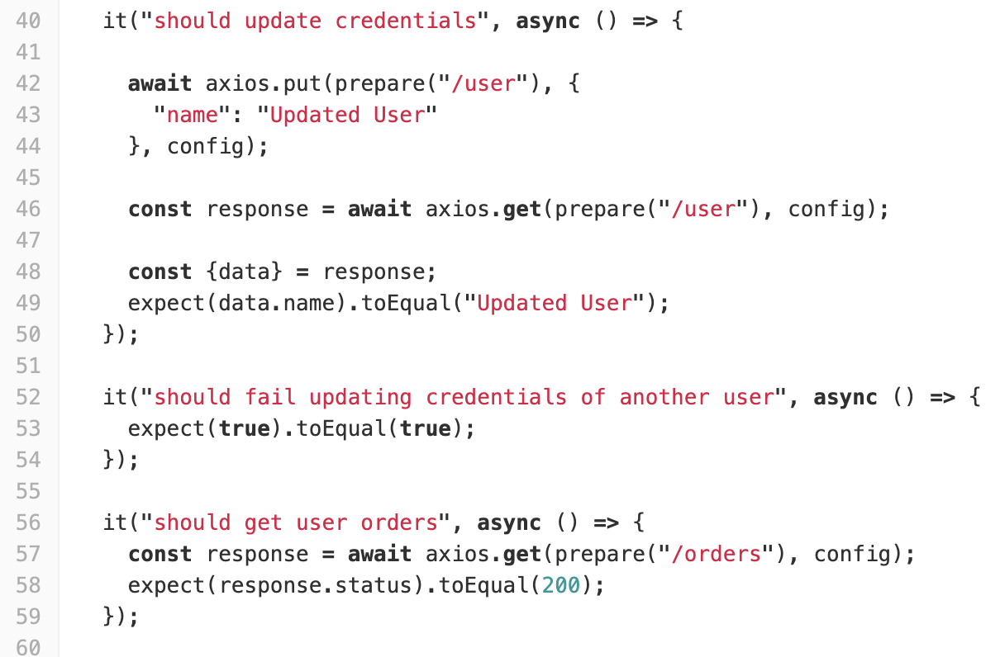 40 it("should update credentials", async () => {
41
42 await axios.put(prepare("/user"), {
43 "name": "Updated User"
44 }, config);
45
46 const response = await axios.get(prepare("/user"), config);
47
48 const {data} = response;
49 expect(data.name).toEqual("Updated User");
50 });
51
52 it("should fail updating credentials of another user", async () => {
53 expect(true).toEqual(true);
54 });
55
56 it("should get user orders", async () => {
57 const response = await axios.get(prepare("/orders"), config);
58 expect(response.status).toEqual(200);
59 });
60